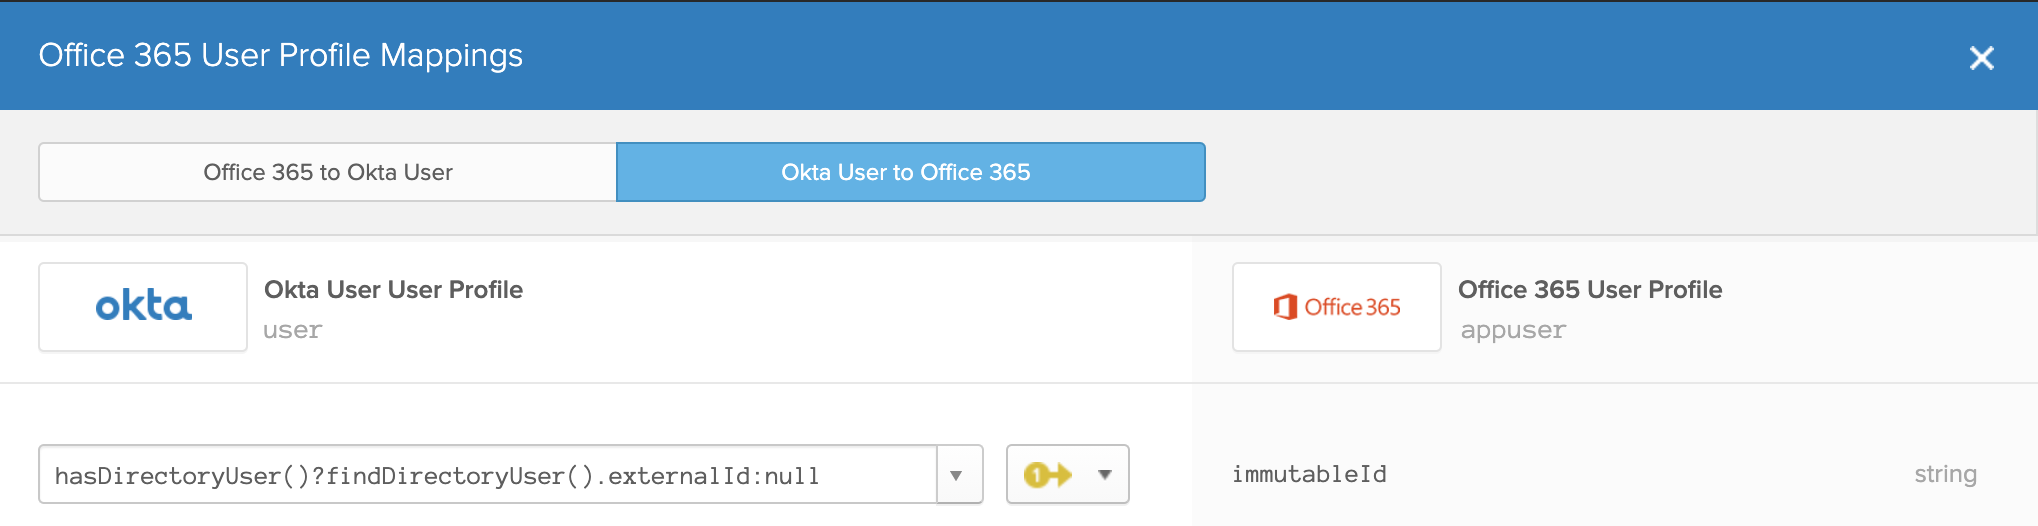 Office 365 User Profile Mappings
Office 365 to Okta User
Okta User to Office 365
okta
Okta User User Profile
user
Office 365
Office 365 User Profile
appuser
hasDirectoryUser()?findDirectoryUser().externalId:null
1
immutableId
string